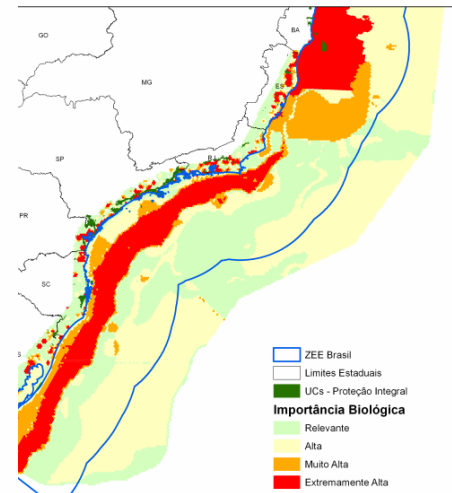 GO
BA
MG
ES
SP
RJ
PR
SC
S
ZEE Brasil
Limites Estaduais
UCs - Proteção Integral
Importância Biológica
Relevante
Alta
Muito Alta
Extremamente Alta